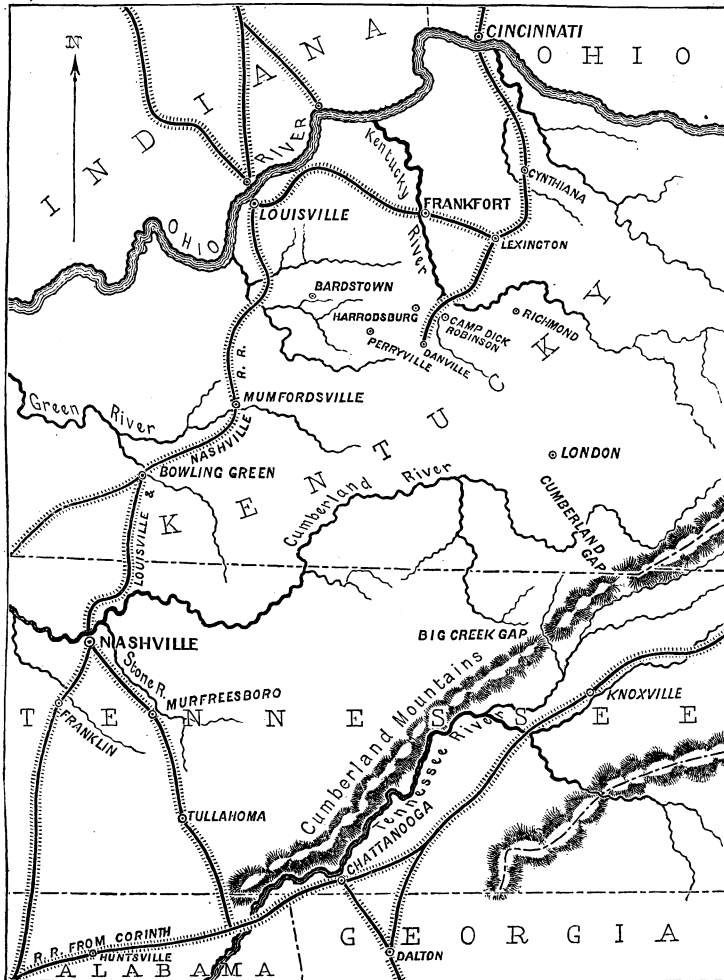 N
CINCINNATI
OHIO
INDIANA
RIVER
Kentucky
River
CYNTHIANA
FRANKFORT
LOUISVILLE
OHIO
LEXINGTON
BARDSTOWN
HARRODSBURG
CAMP DICK
ROBINSON
RICHMOND
PERRYVILLE
DANVILLE
KENTUCKY
R. R.
MUMFORDSVILLE
Green River
NASHVILLE
BOWLING GREEN
LOUISVILLE &
LONDON
Cumberland River
CUMBERLAND
GAP
NASHVILLE
BIG CREEK GAP
Stone R.
MURFREESBORO
KNOXVILLE
FRANKLIN
TENNESSEE
Cumberland Mountains
Tennessee River
TULLAHOMA
CHATTANOOGA
R. R. FROM CORINTH
HUNTSVILLE
GEORGIA
DALTON
ALABAMA